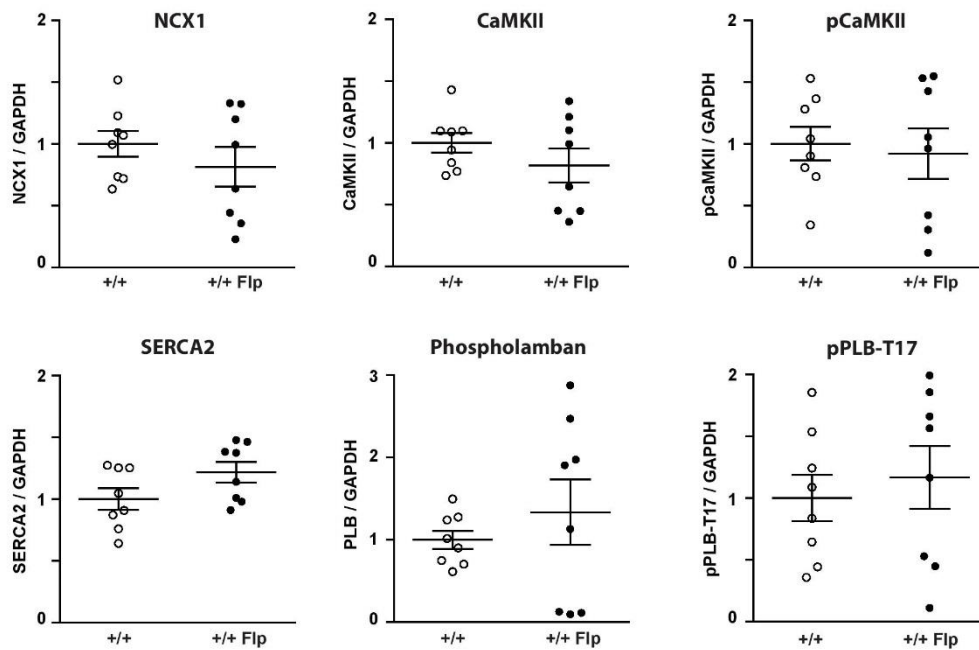 NCX1
NCX1 / GAPDH
2
1
0
+/+
+/+ Flp
CaMKII
CaMKII / GAPDH
2
1
0
+/+
+/+ Flp
pCaMKII
pCaMKII / GAPDH
2
1
0
+/+
+/+ Flp
SERCA2
SERCA2 / GAPDH
2
1
0
+/+
+/+ Flp
Phospholamban
PLB / GAPDH
3
2
1
0
+/+
+/+ Flp
pPLB-T17
pPLB-T17 / GAPDH
2
1
0
+/+
+/+ Flp